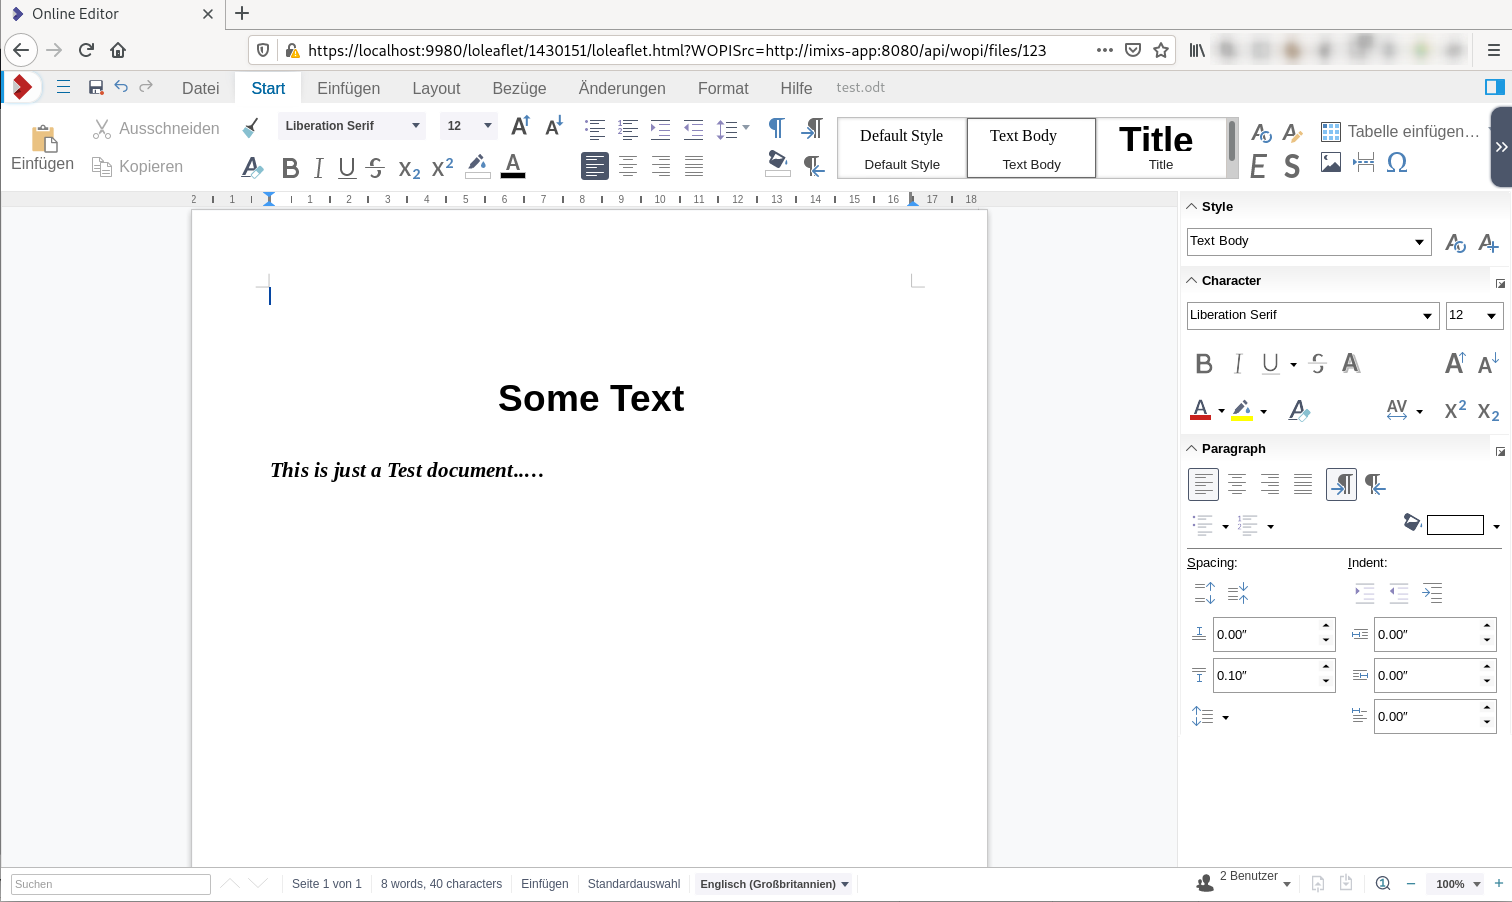 Online Editor
https://localhost:9980/loleaflet/1430151/loleaflet.html?WOPISrc=http://imixs-app:8080/api/wopi/files/123
Datei Start Einfügen Layout Bezüge Änderungen Format Hilfe test.odt
Einfügen
Ausschneiden
Kopieren
Liberation Serif 12
Default Style Text Body Title
Default Style Text Body Title
Tabelle einfügen...
2 1 1 2 3 4 5 6 7 8 9 10 11 12 13 14 15 16 17 18
Some Text
This is just a Test document.....
Style
Text Body
Character
Liberation Serif 12
Paragraph
Spacing: Indent:
0.00″ 0.00″
0.10″ 0.00″
0.00″
Suchen Seite 1 von 1 8 words, 40 characters Einfügen Standardauswahl Englisch (Großbritannien) 2 Benutzer 100%